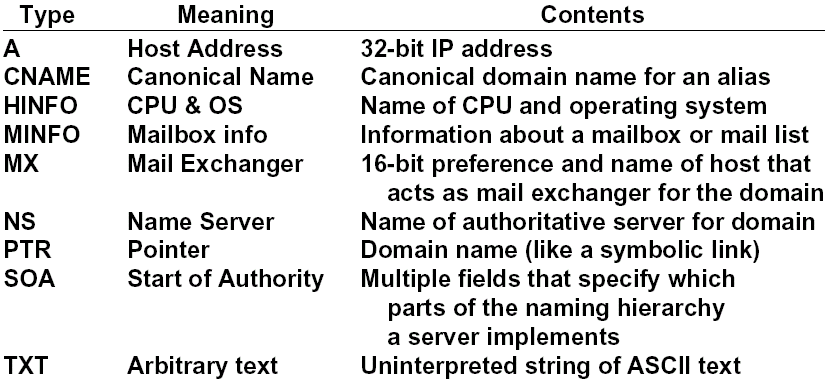 Type Meaning Contents
A Host Address 32-bit IP address
CNAME Canonical Name Canonical domain name for an alias
HINFO CPU & OS Name of CPU and operating system
MINFO Mailbox info Information about a mailbox or mail list
MX Mail Exchanger 16-bit preference and name of host that
acts as mail exchanger for the domain
NS Name Server Name of authoritative server for domain
PTR Pointer Domain name (like a symbolic link)
SOA Start of Authority Multiple fields that specify which
parts of the naming hierarchy
a server implements
TXT Arbitrary text Uninterpreted string of ASCII text